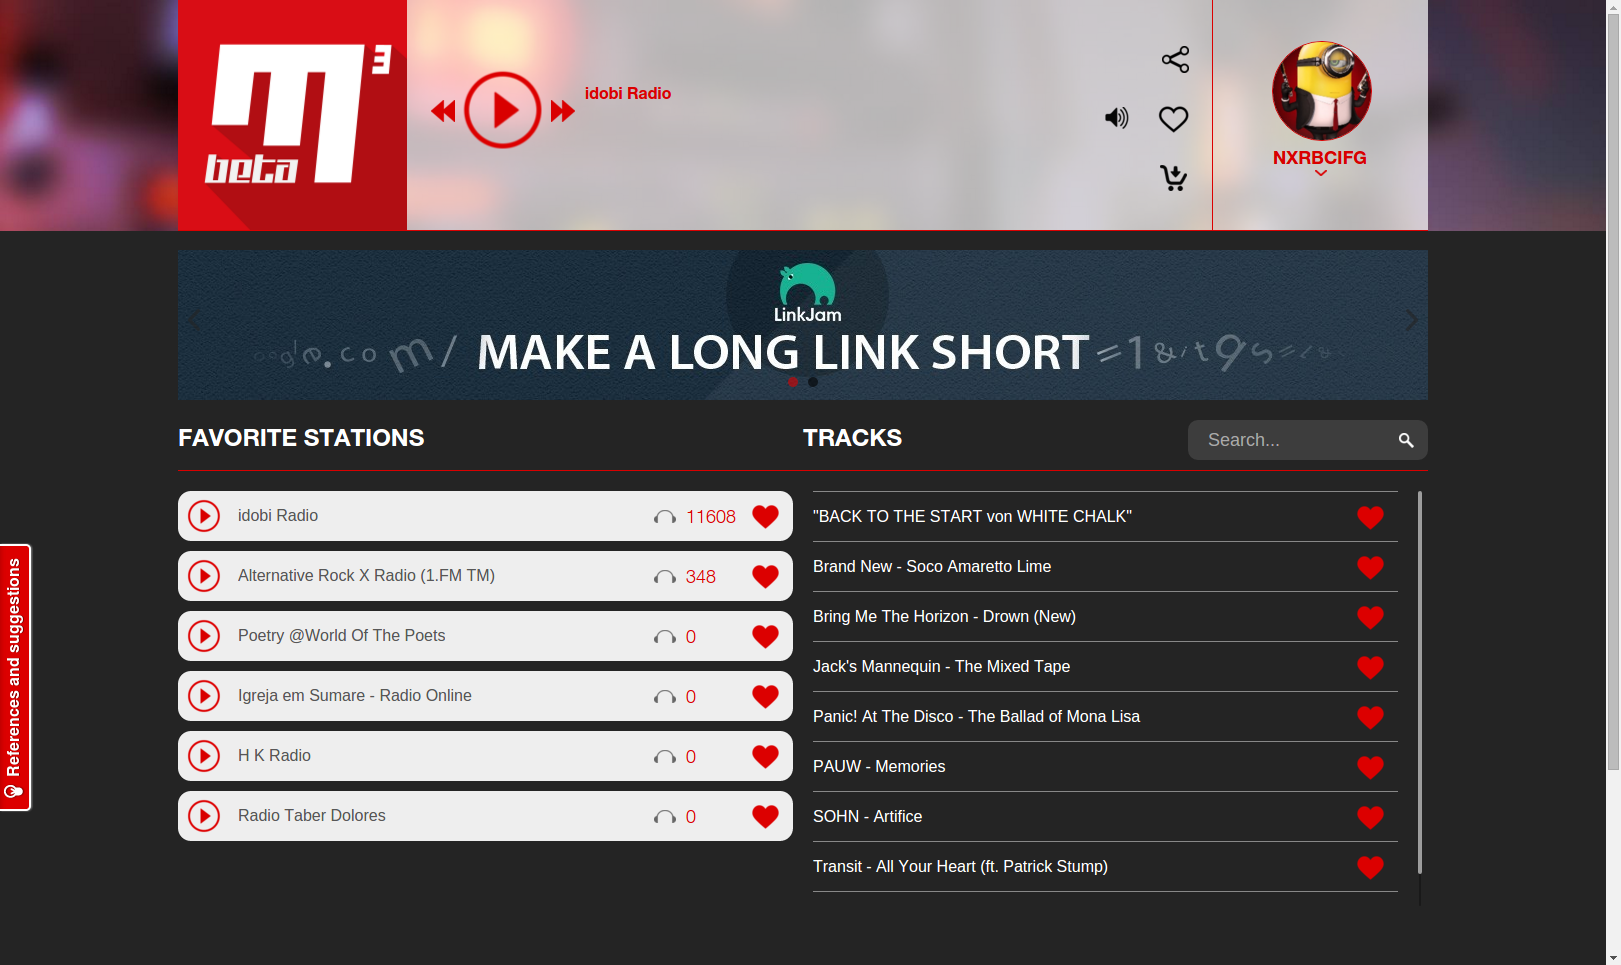 m3
beta
idobi Radio
NXRBCIFG
LinkJam
oogle.com/ MAKE A LONG LINK SHORT =1&it9s=1&
FAVORITE STATIONS
TRACKS
Search...
idobi Radio 11608
Alternative Rock X Radio (1.FM TM) 348
Poetry @World Of The Poets 0
Igreja em Sumare - Radio Online 0
H K Radio 0
Radio Taber Dolores 0
"BACK TO THE START von WHITE CHALK"
Brand New - Soco Amaretto Lime
Bring Me The Horizon - Drown (New)
Jack's Mannequin - The Mixed Tape
Panic! At The Disco - The Ballad of Mona Lisa
PAUW - Memories
SOHN - Artifice
Transit - All Your Heart (ft. Patrick Stump)
References and suggestions